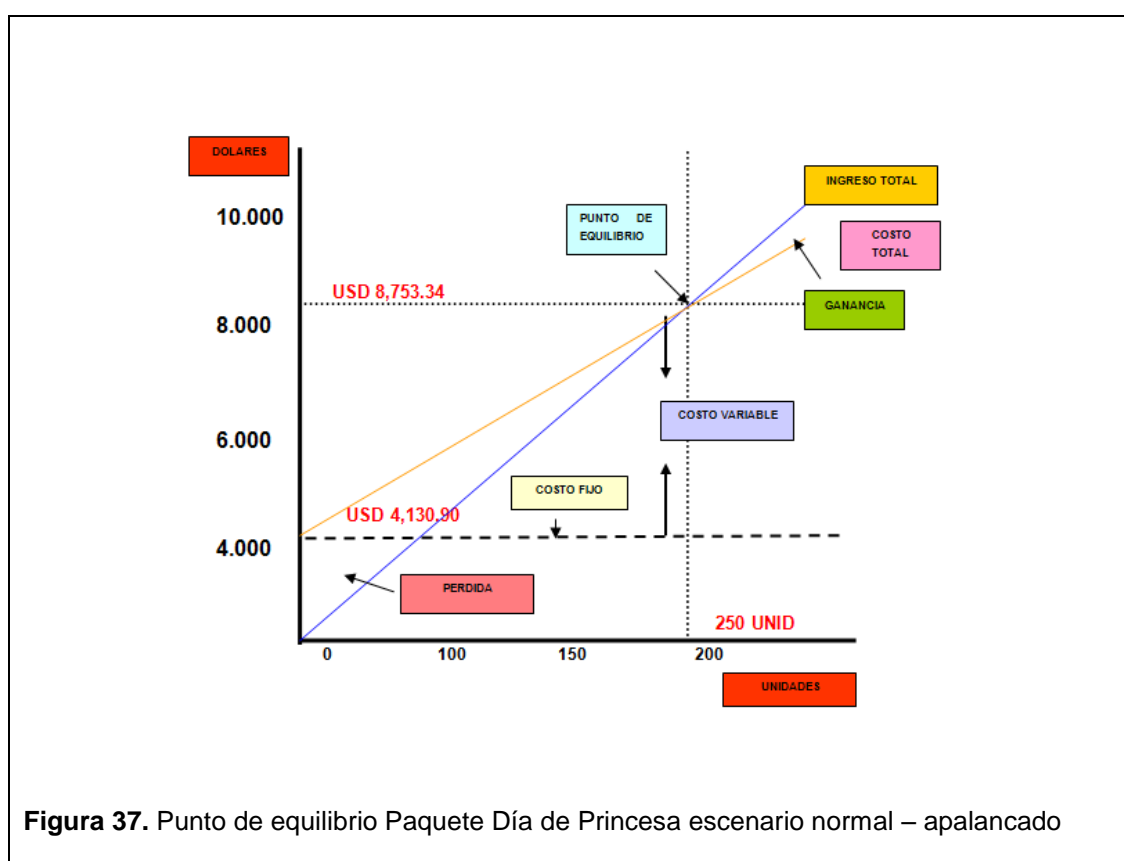 DOLARES
INGRESO TOTAL
10.000
PUNTO DE
EQUILIBRIO
COSTO
TOTAL
USD 8,753.34
GANANCIA
8.000
COSTO VARIABLE
6.000
COSTO FIJO
USD 4,130.90
4.000
PERDIDA
250 UNID
0 100 150 200
UNIDADES
Figura 37. Punto de equilibrio Paquete Día de Princesa escenario normal – apalancado